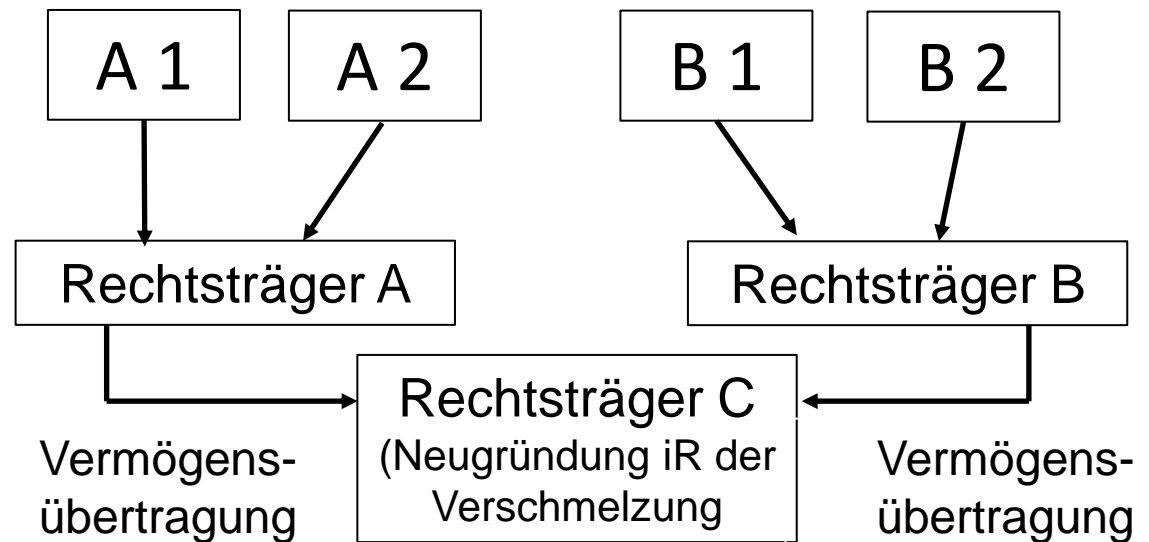 A 1
A 2
B 1
B 2
Rechtsträger A
Rechtsträger B
Rechtsträger C
(Neugründung iR der
Verschmelzung
Vermögens-
übertragung
Vermögens-
übertragung